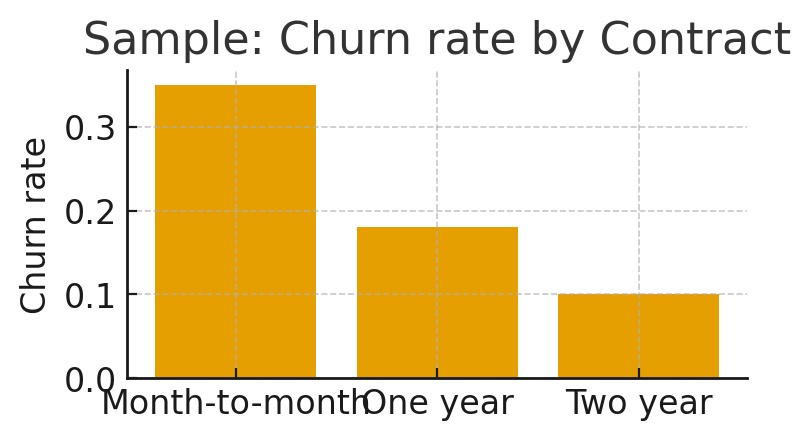 Sample: Churn rate by Contract
Churn rate
0.3
0.2
0.1
0.0
Month-to-month One year Two year